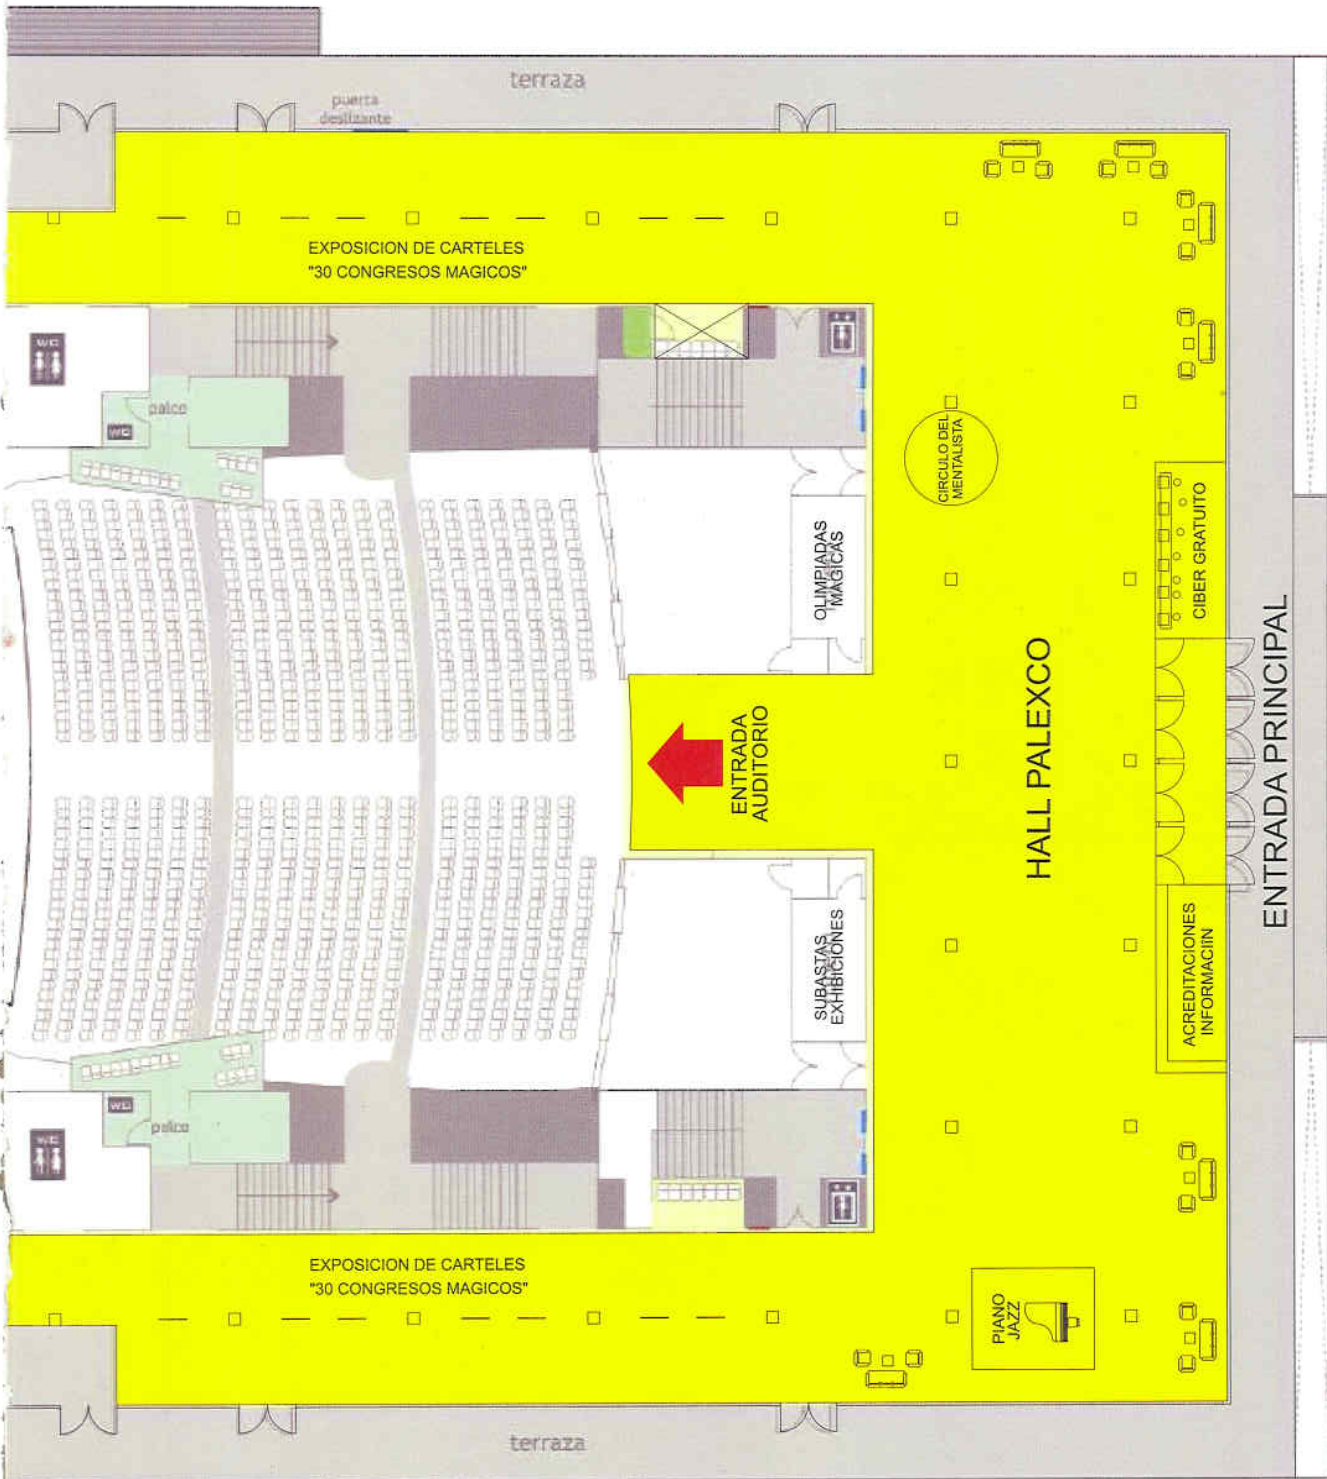 terraza
puerta
deslizante
EXPOSICION DE CARTELES
"30 CONGRESOS MAGICOS"
WC
palco
WC
CIRCULO DEL
MENTALISTA
OLIMPIADAS
MAGICAS
CIBER GRATUITO
ENTRADA
AUDITORIO
HALL PALEXCO
ENTRADA PRINCIPAL
SUBASTAS
EXHIBICIONES
ACREDITACIONES
INFORMACIIN
WC
palco
WC
EXPOSICION DE CARTELES
"30 CONGRESOS MAGICOS"
PIANO
JAZZ
terraza